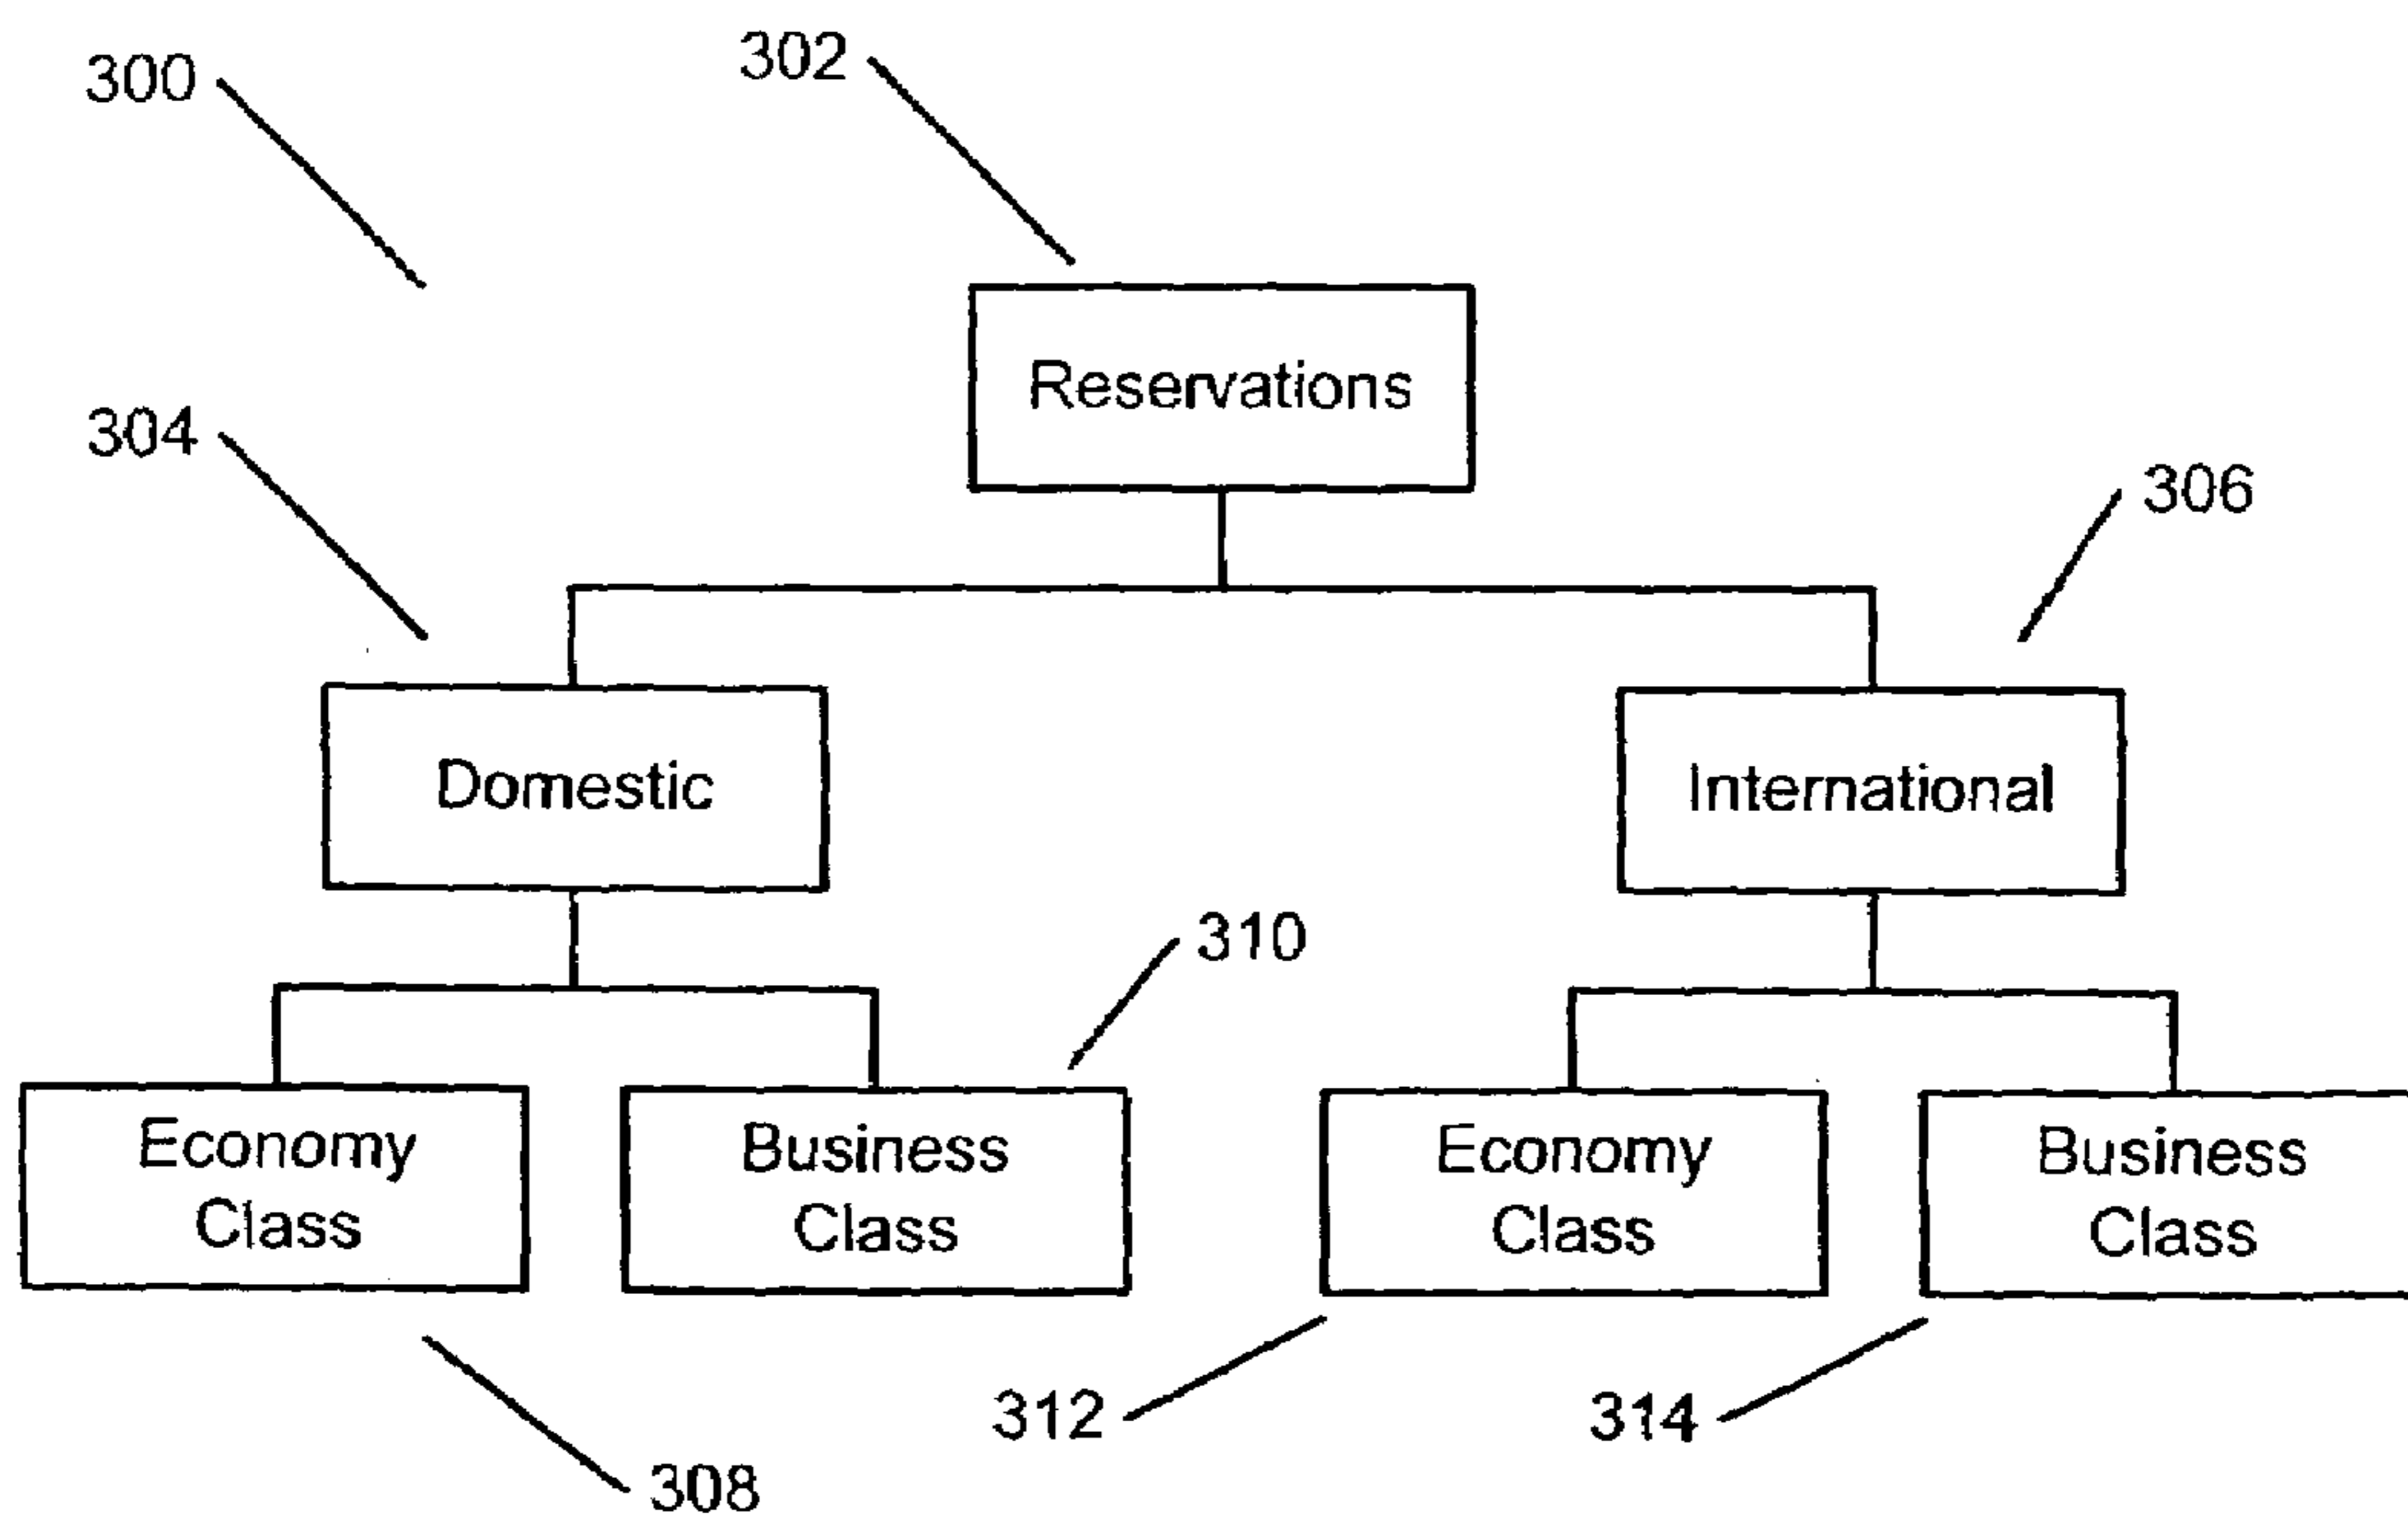 300
302
Reservations
304
306
Domestic
International
310
Economy
Class
Business
Class
Economy
Class
Business
Class
312
314
308